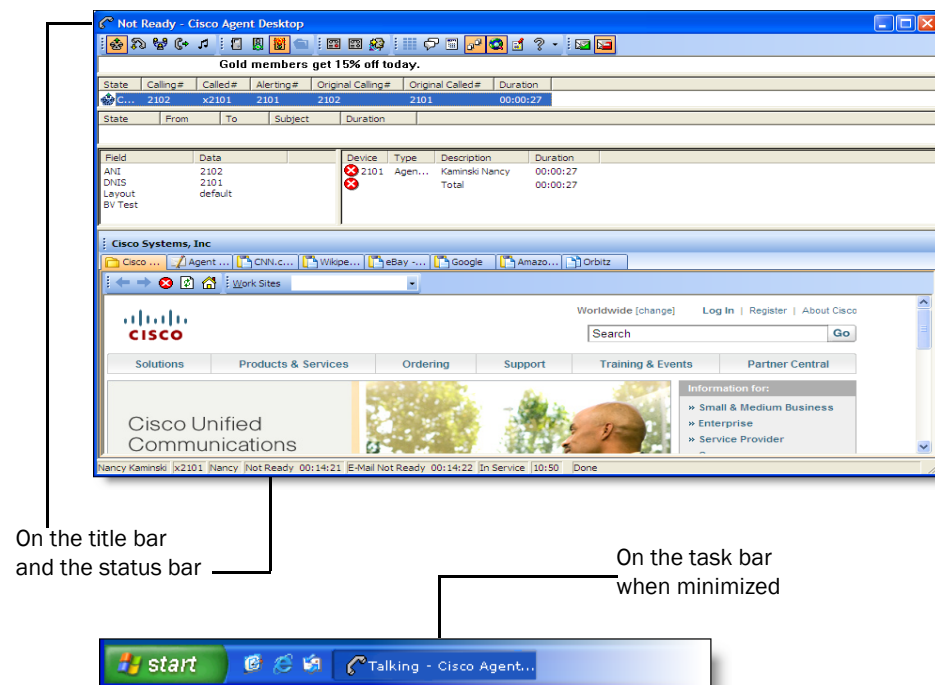 Not Ready - Cisco Agent Desktop
Gold members get 15% off today.
State Calling# Called# Alerting# Original Calling# Original Called# Duration
C... 2102 x2101 2101 2102 2101 00:00:27
State From To Subject Duration
Field Data
ANI 2102
DNIS 2101
Layout default
BV Test
Device Type Description Duration
2101 Agen... Kaminski Nancy 00:00:27
Total 00:00:27
Cisco Systems, Inc
Cisco ... Agent ... CNN.c... Wikipe... eBay -... Google Amazo... Orbitz
Work Sites
Worldwide [change] Log In | Register | About Cisco
CISCO
Search Go
Solutions Products & Services Ordering Support Training & Events Partner Central
Cisco Unified
Communications
Information for:
» Small & Medium Business
» Enterprise
» Service Provider
Nancy Kaminski x2101 Nancy Not Ready 00:14:21 E-Mail Not Ready 00:14:22 In Service 10:50 Done
On the title bar
and the status bar
On the task bar
when minimized
start Talking - Cisco Agent...